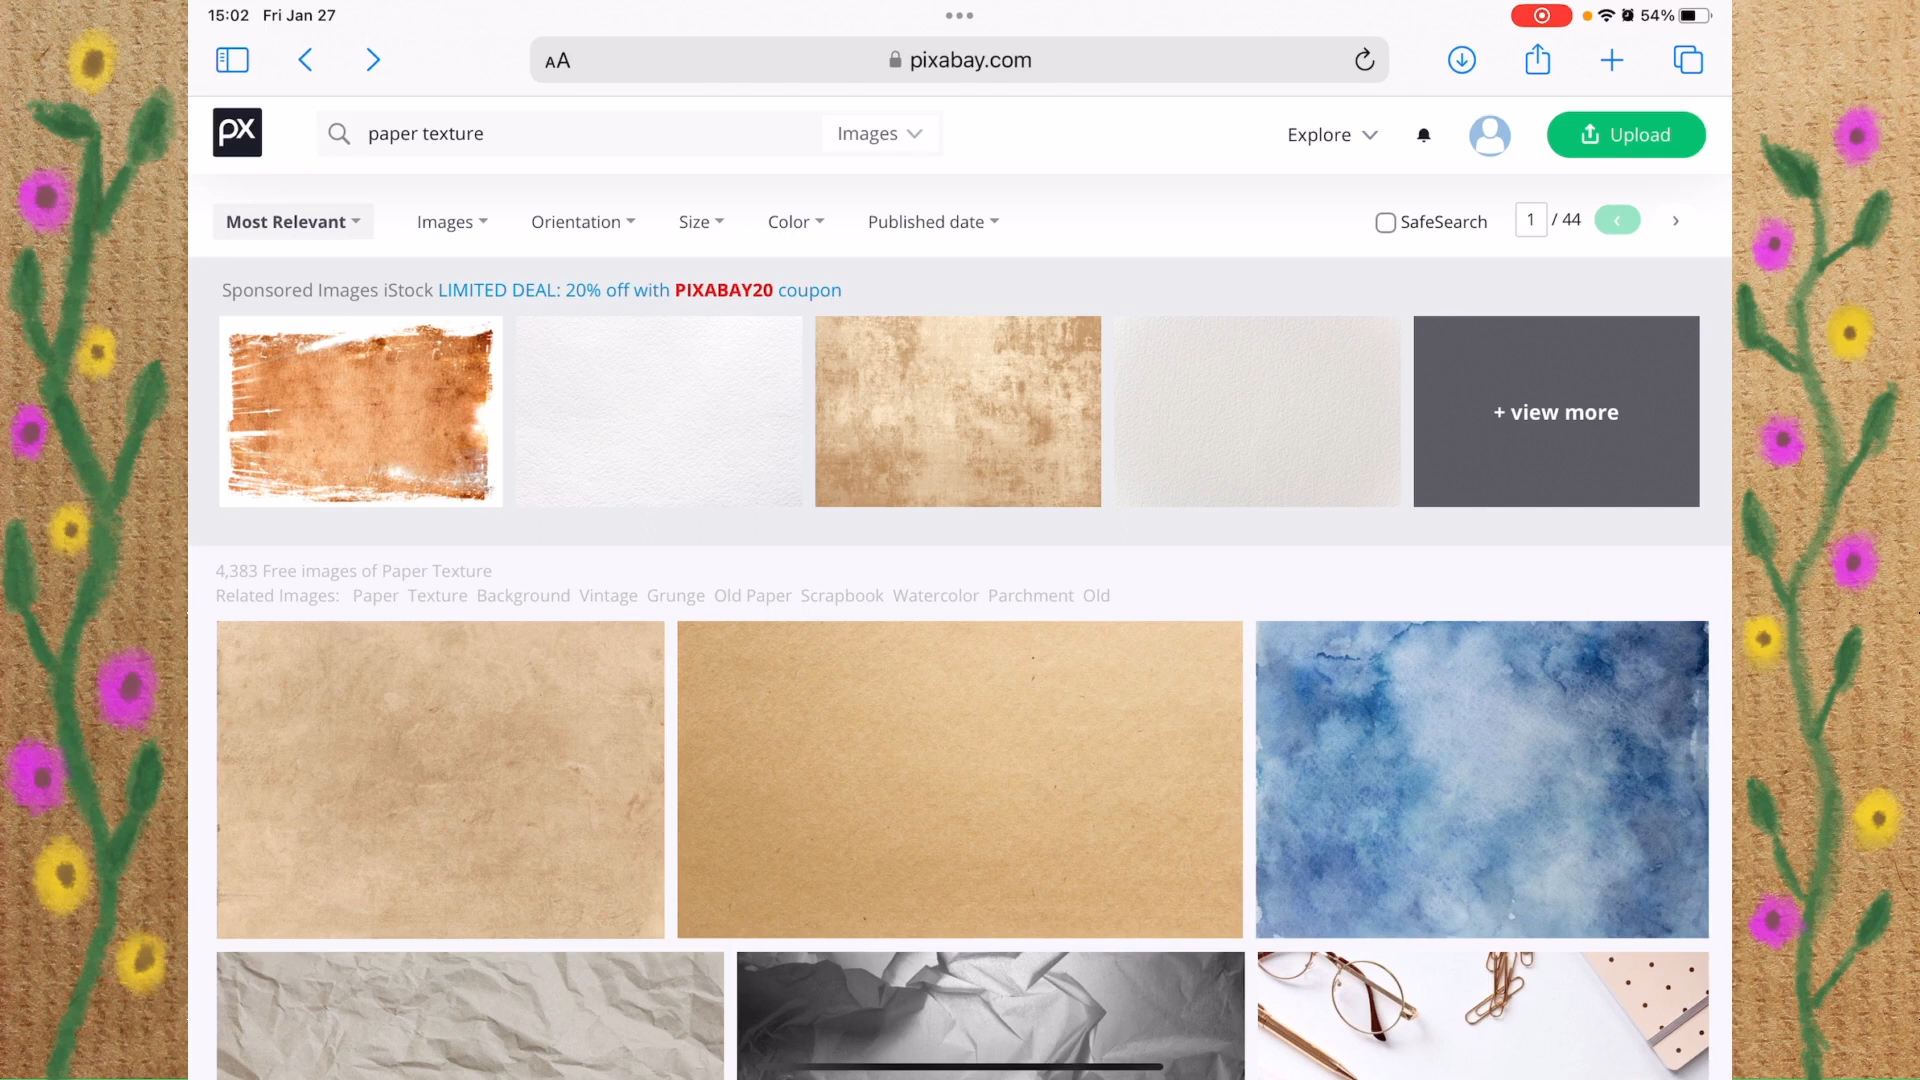 15:02 Fri Jan 27 54%
AA pixabay.com
px paper texture Images Explore Upload
Most Relevant Images Orientation Size Color Published date SafeSearch 1 / 44
Sponsored Images iStock LIMITED DEAL: 20% off with PIXABAY20 coupon
+ view more
4,383 Free images of Paper Texture
Related Images: Paper Texture Background Vintage Grunge Old Paper Scrapbook Watercolor Parchment Old